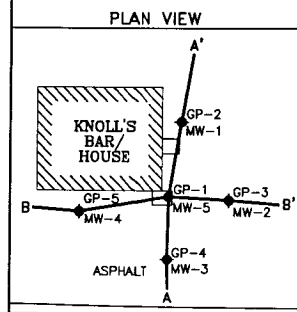 PLAN VIEW
A'
GP-2
MW-1
KNOLL'S
BAR/
HOUSE
GP-5
GP-1
GP-3
B
MW-4
MW-5
MW-2
B'
GP-4
ASPHALT
MW-3
A